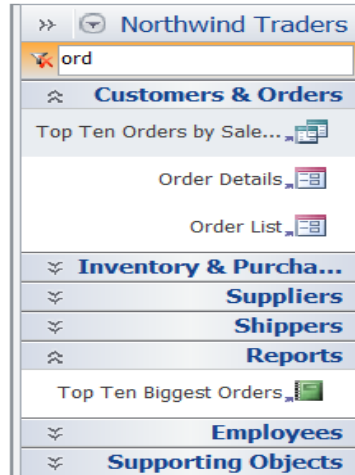 Northwind Traders
ord
Customers & Orders
Top Ten Orders by Sale...
Order Details
Order List
Inventory & Purcha...
Suppliers
Shippers
Reports
Top Ten Biggest Orders
Employees
Supporting Objects